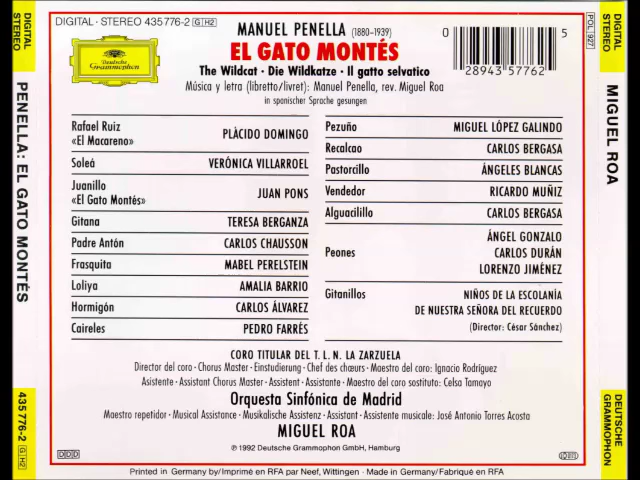 DIGITAL · STEREO 435 776-2 GH2
Deutsche
Grammophon
MANUEL PENELLA (1880-1939)
EL GATO MONTÉS
The Wildcat · Die Wildkatze · Il gatto selvatico
Música y letra (libretto/livret): Manuel Penella, rev. Miguel Roa
in spanischer Sprache gesungen
0 28943 57762 5
POL 927
Rafael Ruiz
«El Macareno» PLÁCIDO DOMINGO
Soleá VERÓNICA VILLARROEL
Juanillo
«El Gato Montés» JUAN PONS
Gitana TERESA BERGANZA
Padre Antón CARLOS CHAUSSON
Frasquita MABEL PERELSTEIN
Loliya AMALIA BARRIO
Hormigón CARLOS ÁLVAREZ
Caireles PEDRO FARRÉS
Pezuño MIGUEL LÓPEZ GALINDO
Recalcao CARLOS BERGASA
Pastorcillo ÁNGELES BLANCAS
Vendedor RICARDO MUÑIZ
Alguacilillo CARLOS BERGASA
Peones ÁNGEL GONZALO
CARLOS DURÁN
LORENZO JIMÉNEZ
Gitanillos NIÑOS DE LA ESCOLANÍA
DE NUESTRA SEÑORA DEL RECUERDO
(Director: César Sánchez)
CORO TITULAR DEL T. L. N. LA ZARZUELA
Director del coro · Chorus Master · Einstudierung · Chef des chœurs · Maestro del coro: Ignacio Rodríguez
Asistente · Assistant Chorus Master · Assistent · Assistante · Maestro del coro sostituto: Celsa Tamayo
Orquesta Sinfónica de Madrid
Maestro repetidor · Musical Assistance · Musikalische Assistenz · Assistant · Assistente musicale: José Antonio Torres Acosta
MIGUEL ROA
℗ 1992 Deutsche Grammophon GmbH, Hamburg
DDD
Printed in Germany by/Imprimé en RFA par Neef, Wittingen · Made in Germany/Fabriqué en RFA
DIGITAL
STEREO
PENELLA: EL GATO MONTÉS
435 776-2 GH2
DIGITAL
STEREO
MIGUEL ROA
DEUTSCHE
GRAMMOPHON